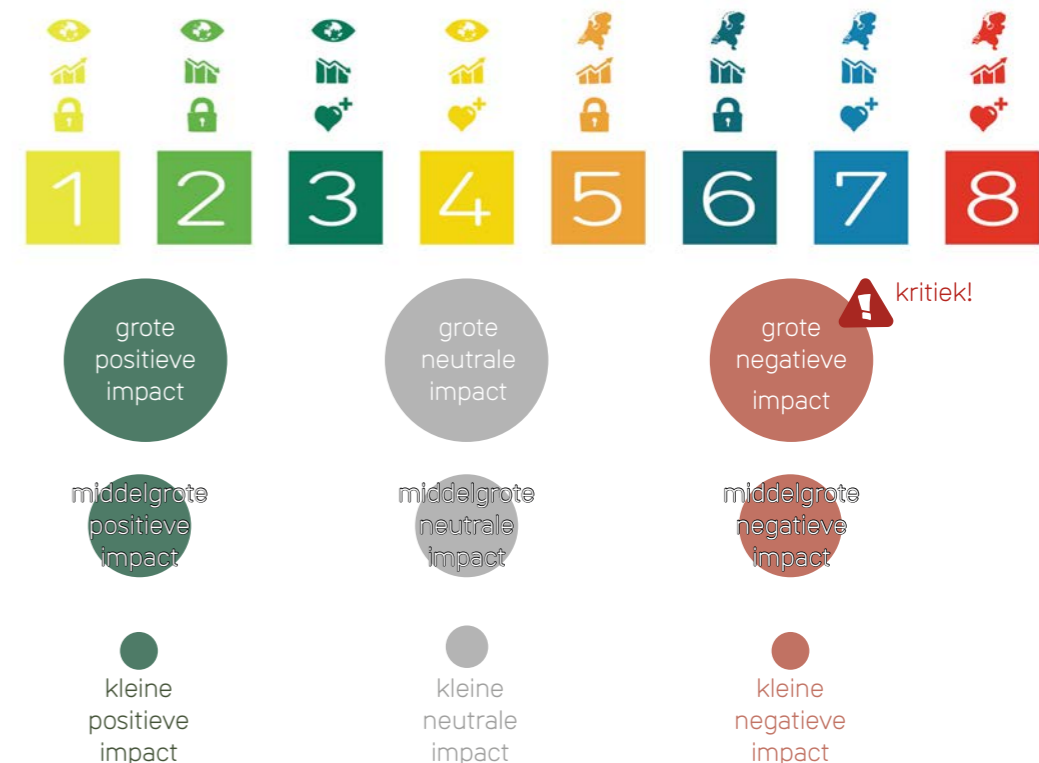 1 2 3 4 5 6 7 8
kritiek!
grote
positieve
impact
grote
neutrale
impact
grote
negatieve
impact
middelgrote
positieve
impact
middelgrote
neutrale
impact
middelgrote
negatieve
impact
kleine
positieve
impact
kleine
neutrale
impact
kleine
negatieve
impact